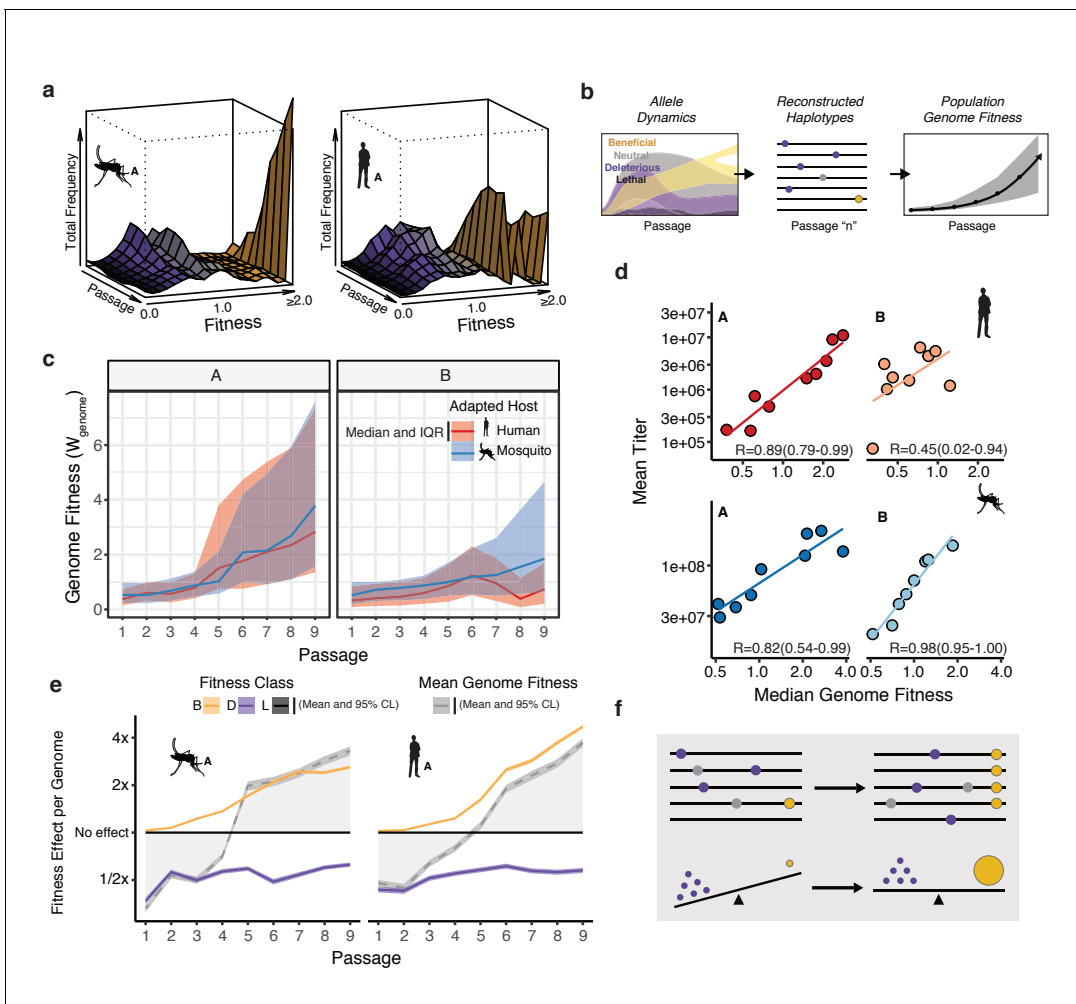 a
Total Frequency
A
Passage
0.0
1.0
≥2.0
Fitness
Total Frequency
A
Passage
0.0
1.0
≥2.0
Fitness
b
Allele
Dynamics
Reconstructed
Haplotypes
Population
Genome Fitness
Beneficial
Neutral
Deleterious
Lethal
Passage
Passage “n”
Passage
c
A
B
Genome Fitness (Wgenome)
6
4
2
0
Adapted Host
Median and IQR
Human
Mosquito
1 2 3 4 5 6 7 8 9
1 2 3 4 5 6 7 8 9
Passage
d
Mean Titer
3e+07
1e+07
3e+06
1e+06
3e+05
1e+05
A
R=0.89(0.79-0.99)
0.5 1.0 2.0
B
R=0.45(0.02-0.94)
0.5 1.0 2.0
1e+08
3e+07
A
R=0.82(0.54-0.99)
0.5 1.0 2.0 4.0
B
R=0.98(0.95-1.00)
0.5 1.0 2.0 4.0
Median Genome Fitness
e
Fitness Class
B D L (Mean and 95% CL)
Mean Genome Fitness
(Mean and 95% CL)
Fitness Effect per Genome
4x
2x
No effect
1/2x
A
A
1 2 3 4 5 6 7 8 9
1 2 3 4 5 6 7 8 9
Passage
f